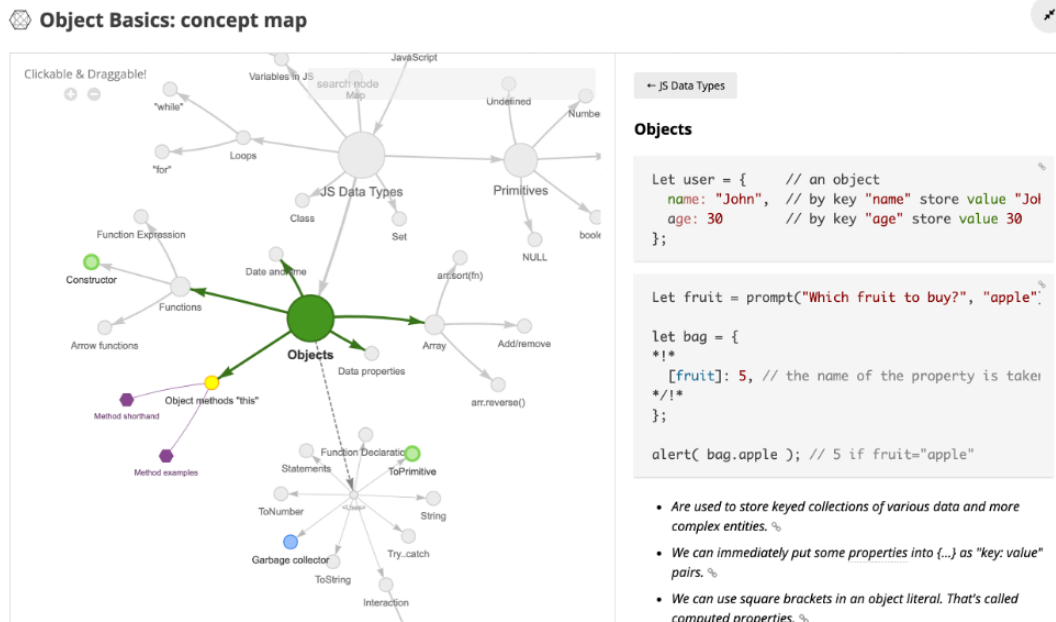 Object Basics: concept map
Clickable & Draggable!
search node
JavaScript
Variables in JS
Map
"while"
Undefined
Numbe
Loops
"for"
JS Data Types
Primitives
Class
Set
boole
NULL
Function Expression
Date and time
arr.sort(fn)
Constructor
Functions
Arrow functions
Objects
Array
Add/remove
Data properties
Object methods "this"
arr.reverse()
Method shorthand
Method examples
Function Declaratio
Statements
ToPrimitive
ToNumber
String
Garbage collector
Try..catch
ToString
Interaction
← JS Data Types
Objects
Let user = {     // an object
  name: "John",  // by key "name" store value "Joh
  age: 30        // by key "age" store value 30
};
Let fruit = prompt("Which fruit to buy?", "apple")
let bag = {
*!*
  [fruit]: 5, // the name of the property is taken
*/!*
};
alert( bag.apple ); // 5 if fruit="apple"
• Are used to store keyed collections of various data and more
complex entities.
• We can immediately put some properties into {...} as "key: value"
pairs.
• We can use square brackets in an object literal. That's called
computed properties.